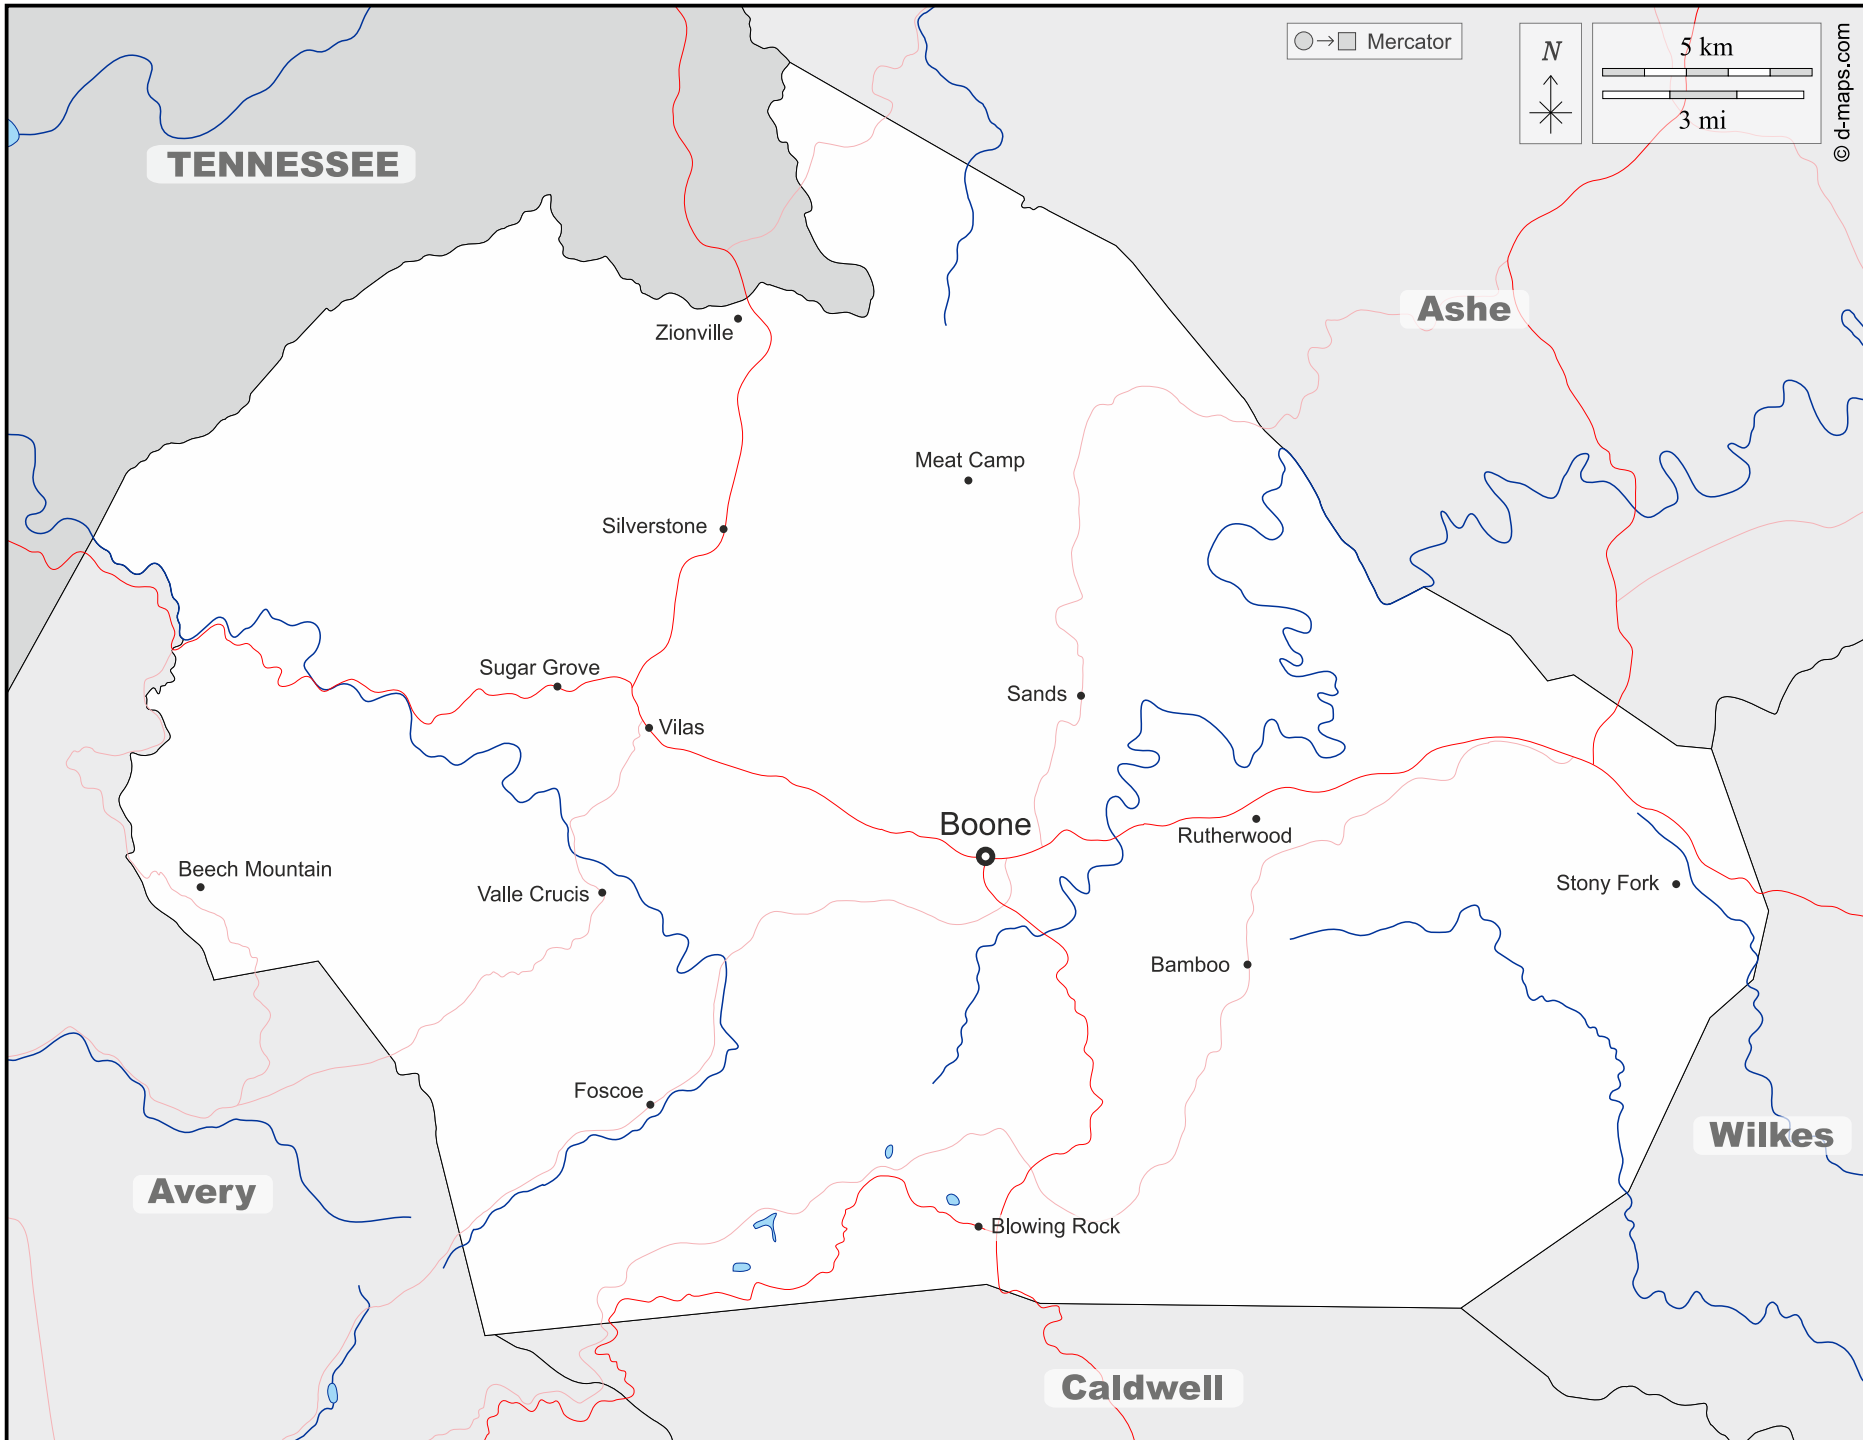 Mercator
N
5 km
3 mi
© d-maps.com
TENNESSEE
Ashe
Zionville
Meat Camp
Silverstone
Sugar Grove
Sands
Vilas
Boone
Rutherwood
Beech Mountain
Valle Crucis
Stony Fork
Bamboo
Foscoe
Wilkes
Avery
Blowing Rock
Caldwell